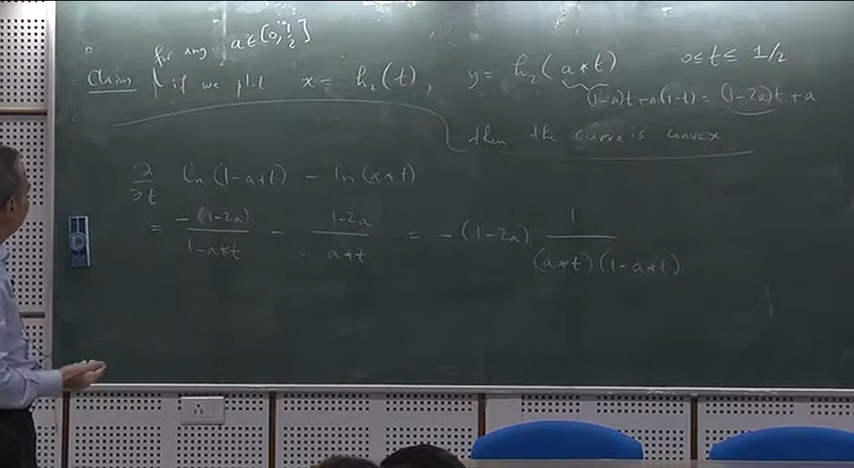 for any a ∈ [0, 1/2]
Claim if we plot x = h₂(t), y = h₂(a*t) 0 ≤ t ≤ 1/2
(1-a)t + a(1-t) = (1-2a)t + a
then the curve is convex
∂/∂t ln(1-a*t) - ln(a*t)
= -(1-2a)/(1-a*t) - (1-2a)/(a*t) = -(1-2a) 1/((a*t)(1-a*t))